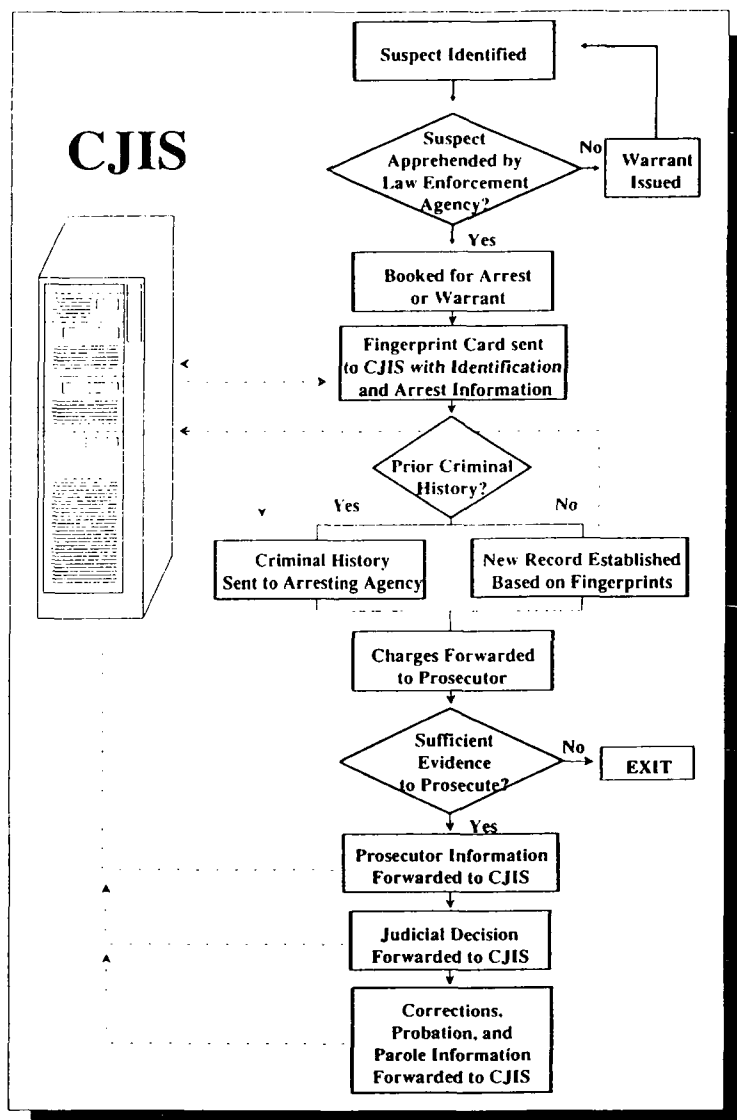 Suspect Identified
CJIS
Suspect
Apprehended by
Law Enforcement
Agency?
No
Warrant
Issued
Yes
Booked for Arrest
or Warrant
Fingerprint Card sent
to CJIS with Identification
and Arrest Information
Prior Criminal
History?
Yes
No
Criminal History
Sent to Arresting Agency
New Record Established
Based on Fingerprints
Charges Forwarded
to Prosecutor
Sufficient
Evidence
to Prosecute?
No
EXIT
Yes
Prosecutor Information
Forwarded to CJIS
Judicial Decision
Forwarded to CJIS
Corrections,
Probation, and
Parole Information
Forwarded to CJIS